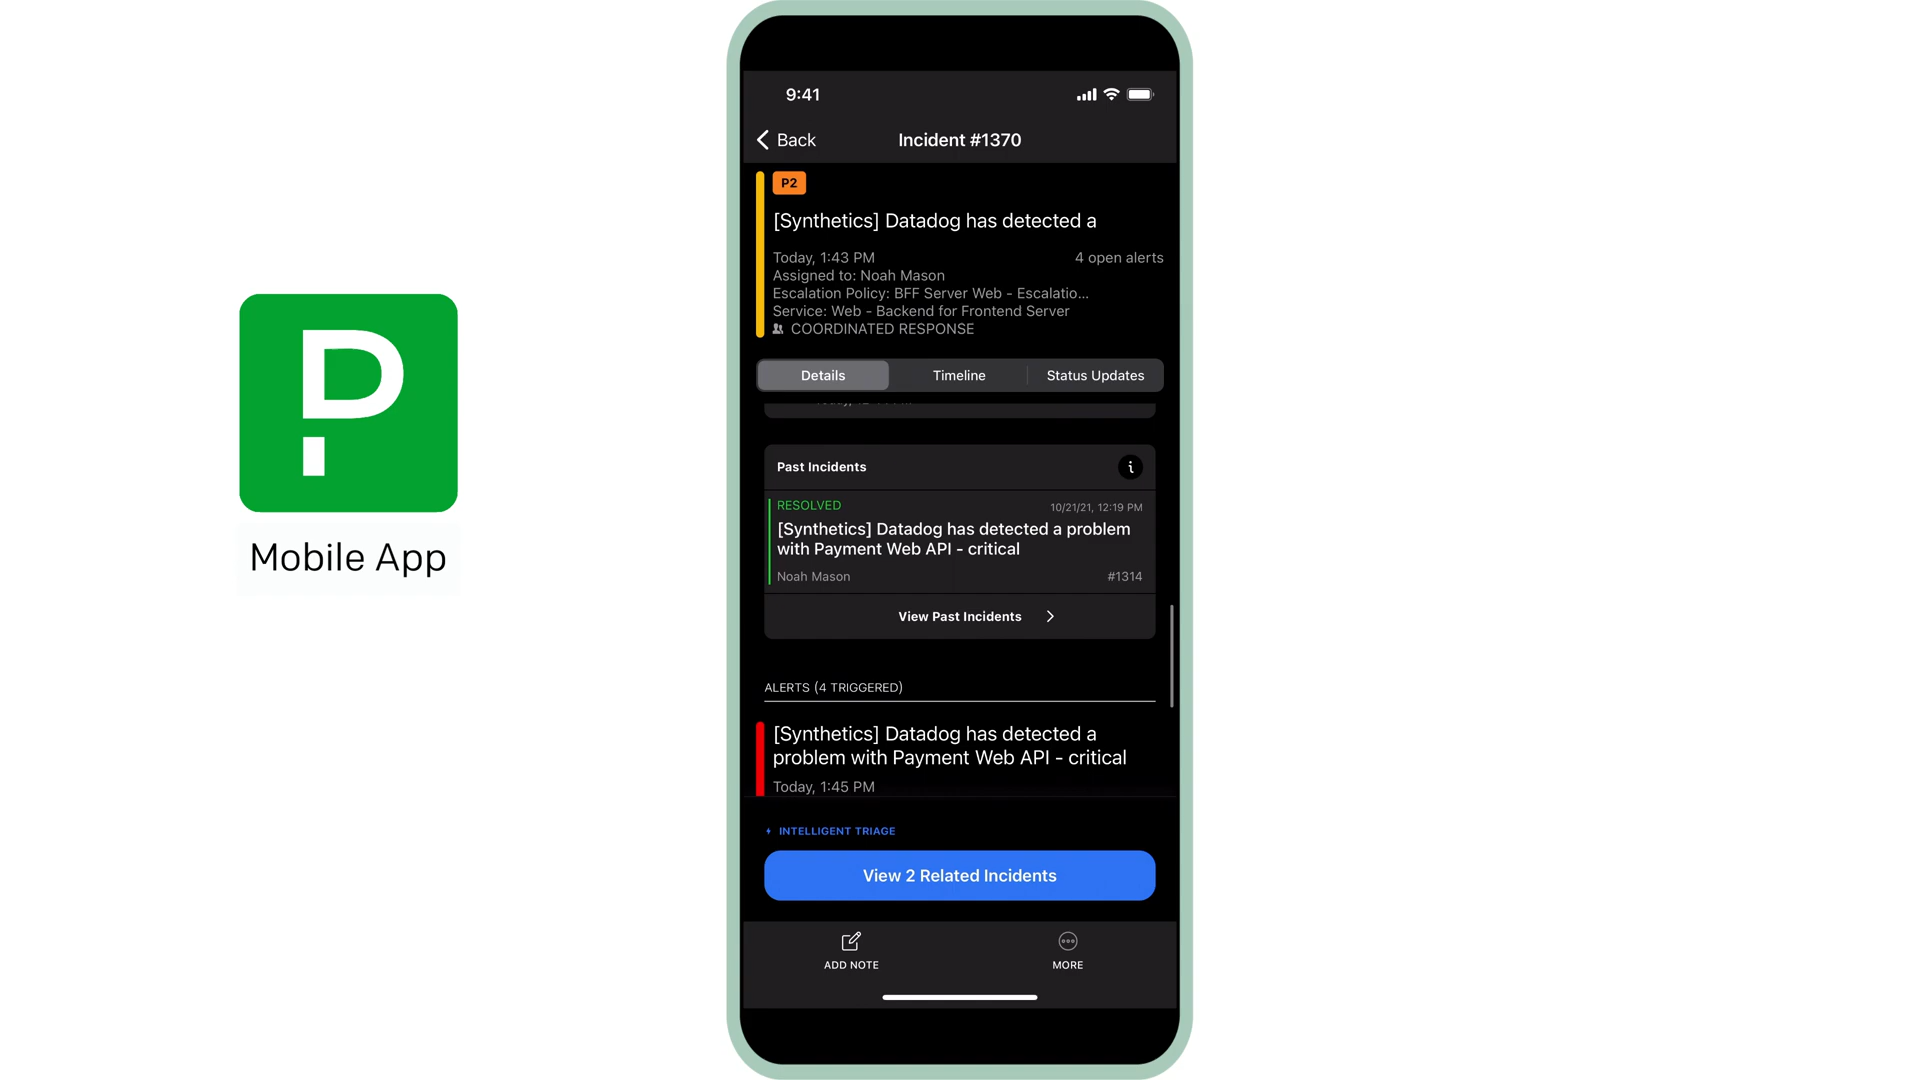 9:41
Back
Incident #1370
P2
[Synthetics] Datadog has detected a
Today, 1:43 PM
4 open alerts
Assigned to: Noah Mason
Escalation Policy: BFF Server Web - Escalatio...
Service: Web - Backend for Frontend Server
COORDINATED RESPONSE
Details
Timeline
Status Updates
Past Incidents
i
RESOLVED
10/21/21, 12:19 PM
[Synthetics] Datadog has detected a problem
with Payment Web API - critical
Noah Mason
#1314
View Past Incidents
ALERTS (4 TRIGGERED)
[Synthetics] Datadog has detected a
problem with Payment Web API - critical
Today, 1:45 PM
INTELLIGENT TRIAGE
View 2 Related Incidents
ADD NOTE
MORE
P
Mobile App